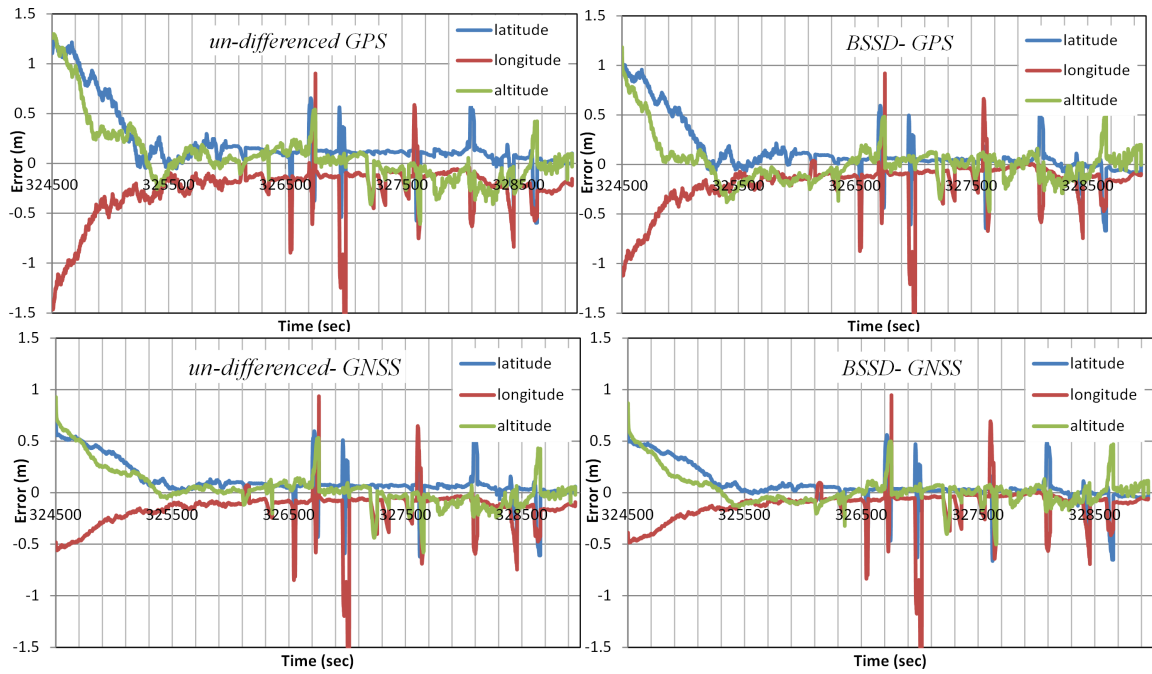 un-differenced GPS
latitude
longitude
altitude
1.5
1
0.5
0
-0.5
-1
-1.5
Error (m)
324500
325500
326500
327500
328500
Time (sec)
BSSD- GPS
latitude
longitude
altitude
1.5
1
0.5
0
-0.5
-1
-1.5
Error (m)
324500
325500
326500
327500
328500
Time (sec)
un-differenced- GNSS
latitude
longitude
altitude
1.5
1
0.5
0
-0.5
-1
-1.5
Error (m)
324500
325500
326500
327500
328500
Time (sec)
BSSD- GNSS
latitude
longitude
altitude
1.5
1
0.5
0
-0.5
-1
-1.5
Error (m)
324500
325500
326500
327500
328500
Time (sec)